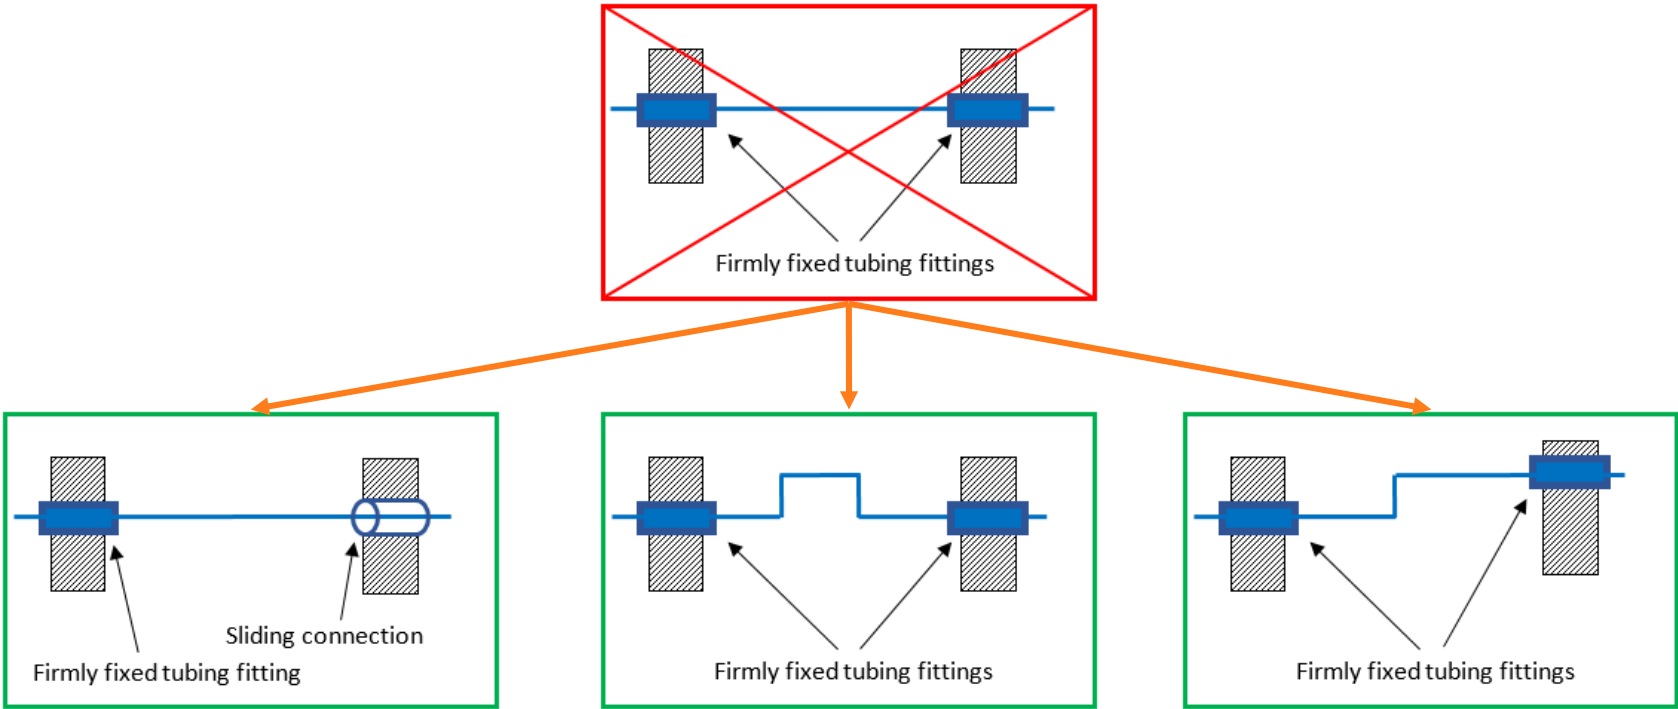 Firmly fixed tubing fittings
Sliding connection
Firmly fixed tubing fitting
Firmly fixed tubing fittings
Firmly fixed tubing fittings